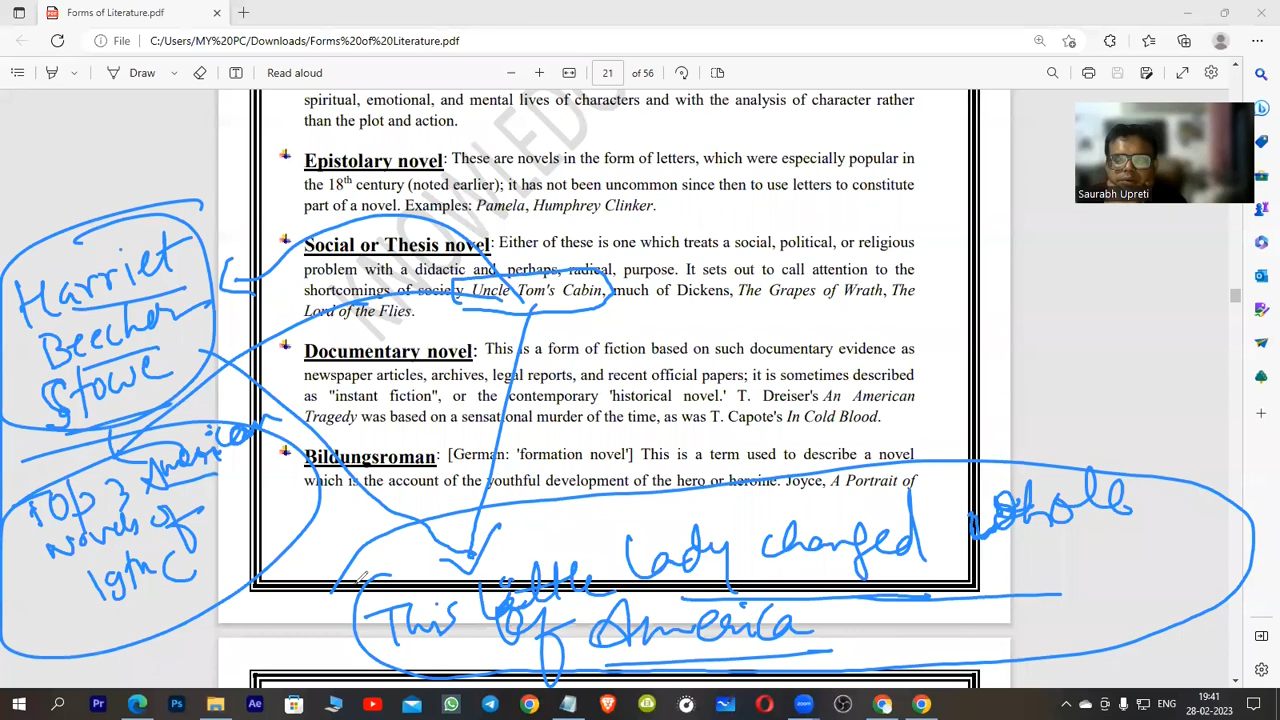 Forms of Literature.pdf
File
C:/Users/MY%20PC/Downloads/Forms%20of%20Literature.pdf
Draw
Read aloud
21 of 56
spiritual, emotional, and mental lives of characters and with the analysis of character rather
than the plot and action.
Epistolary novel: These are novels in the form of letters, which were especially popular in
the 18th century (noted earlier); it has not been uncommon since then to use letters to constitute
part of a novel. Examples: Pamela, Humphrey Clinker.
Social or Thesis novel: Either of these is one which treats a social, political, or religious
problem with a didactic and, perhaps, radical, purpose. It sets out to call attention to the
shortcomings of society Uncle Tom's Cabin, much of Dickens, The Grapes of Wrath, The
Lord of the Flies.
Documentary novel: This is a form of fiction based on such documentary evidence as
newspaper articles, archives, legal reports, and recent official papers; it is sometimes described
as "instant fiction", or the contemporary 'historical novel.' T. Dreiser's An American
Tragedy was based on a sensational murder of the time, as was T. Capote's In Cold Blood.
Bildungsroman: [German: 'formation novel'] This is a term used to describe a novel
which is the account of the youthful development of the hero or heroine. Joyce, A Portrait of
KNOWLEDG
Harriet
Beecher
Stowe
Top 3 American
Novels of
19th C
This little lady changed whole
of America
Saurabh Upreti
19:41
28-02-2023